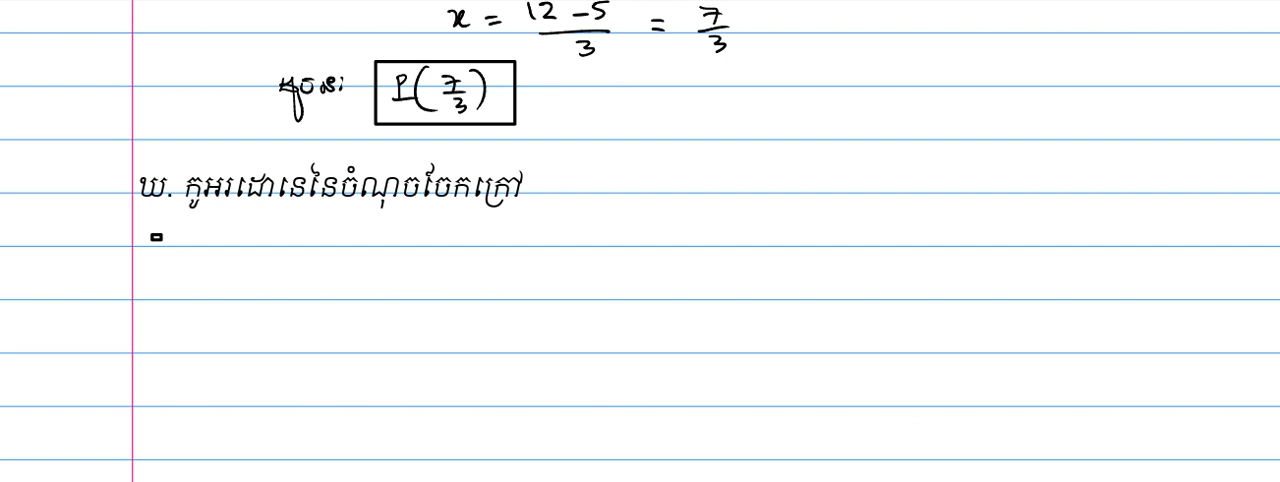 x = 12 - 5 / 3 = 7/3
ដូចនេះ P(7/3)
ឃ. កូអរដោនេនៃចំណុចចែកក្រៅ